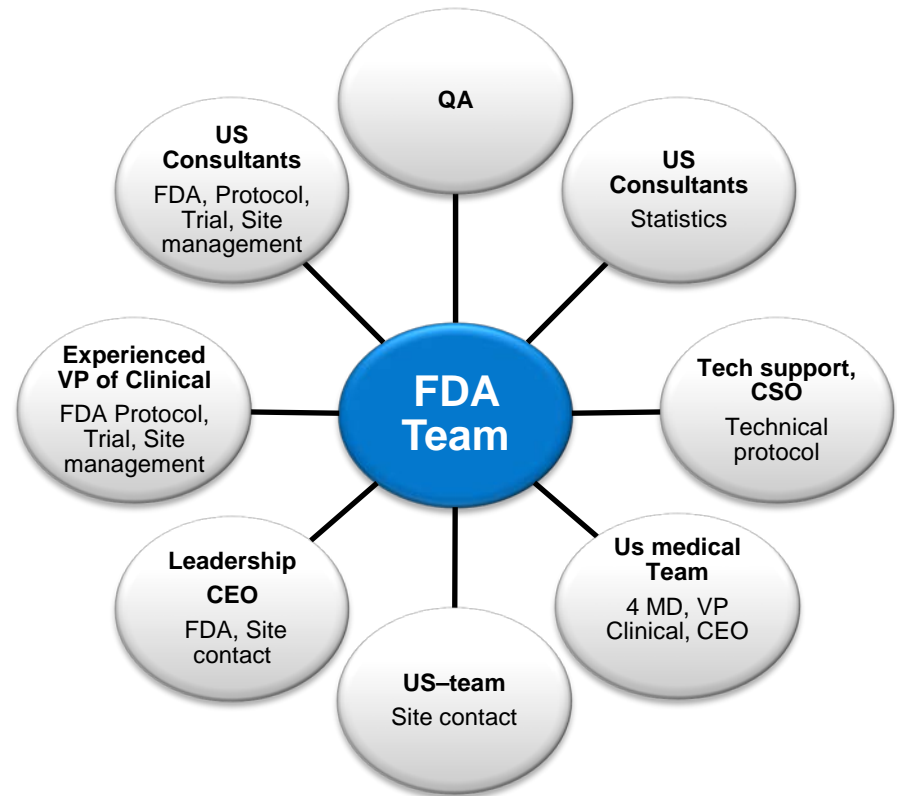 QA
US
Consultants
Statistics
Tech support,
CSO
Technical
protocol
Us medical
Team
4 MD, VP
Clinical, CEO
US–team
Site contact
Leadership
CEO
FDA, Site
contact
Experienced
VP of Clinical
FDA Protocol,
Trial, Site
management
US
Consultants
FDA, Protocol,
Trial, Site
management
FDA
Team